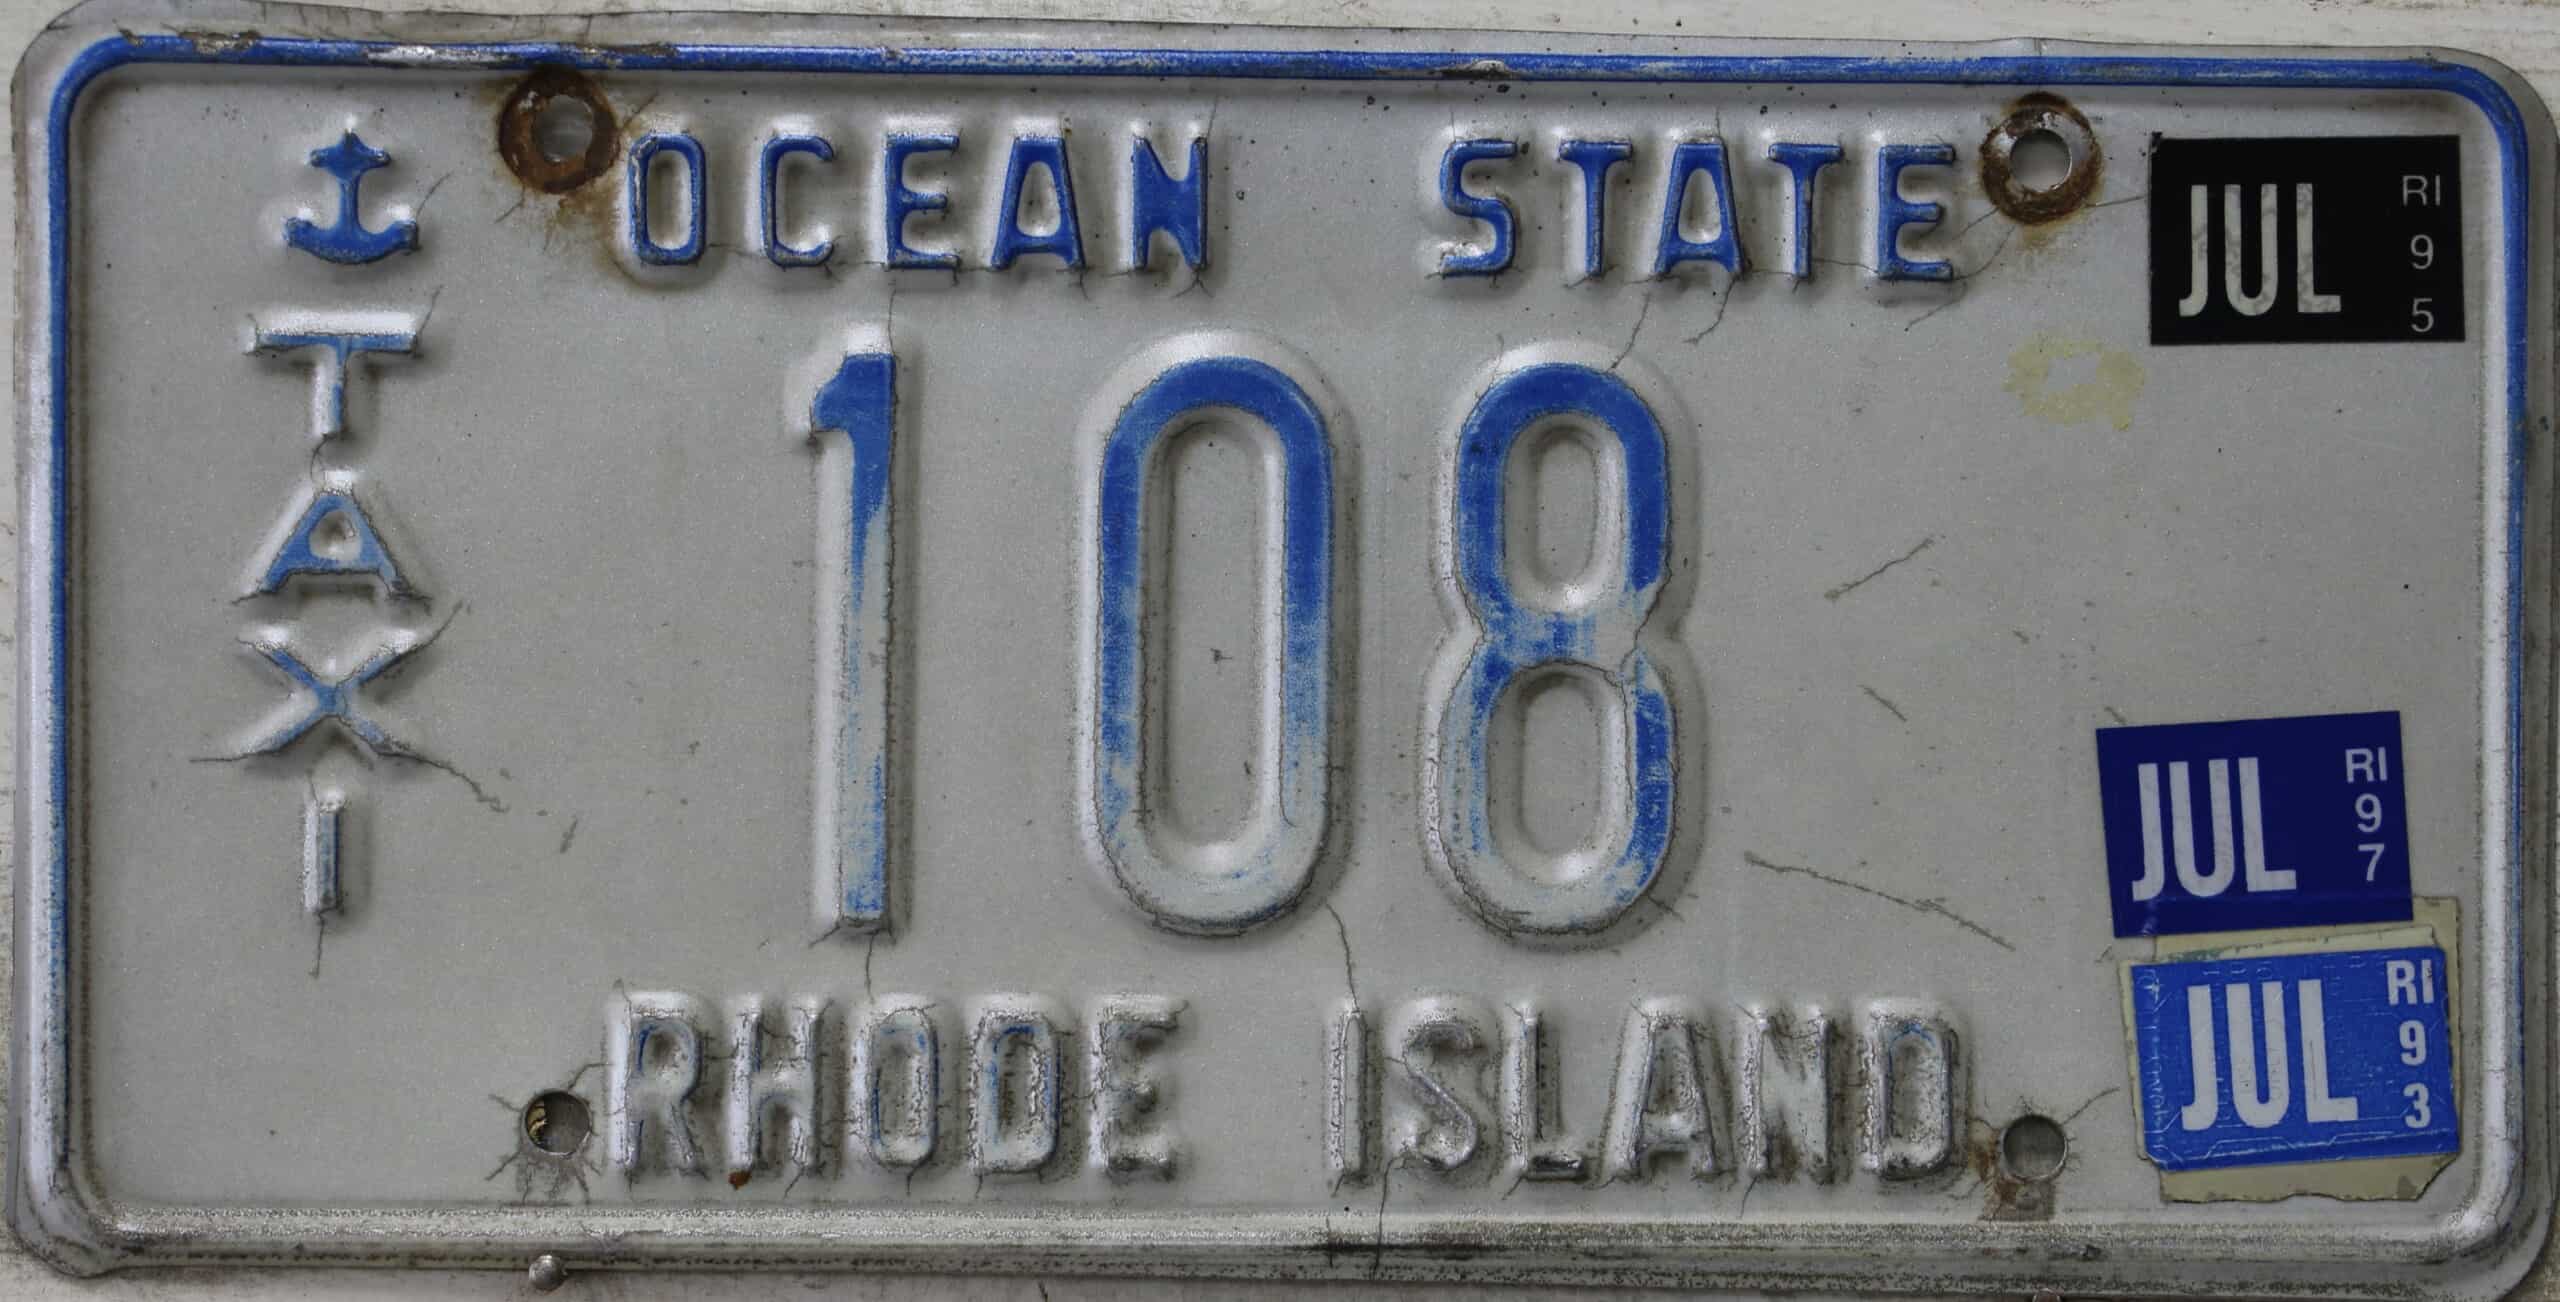 OCEAN STATE
TAXI
108
RHODE ISLAND
JUL RI 95
JUL RI 97
JUL RI 93